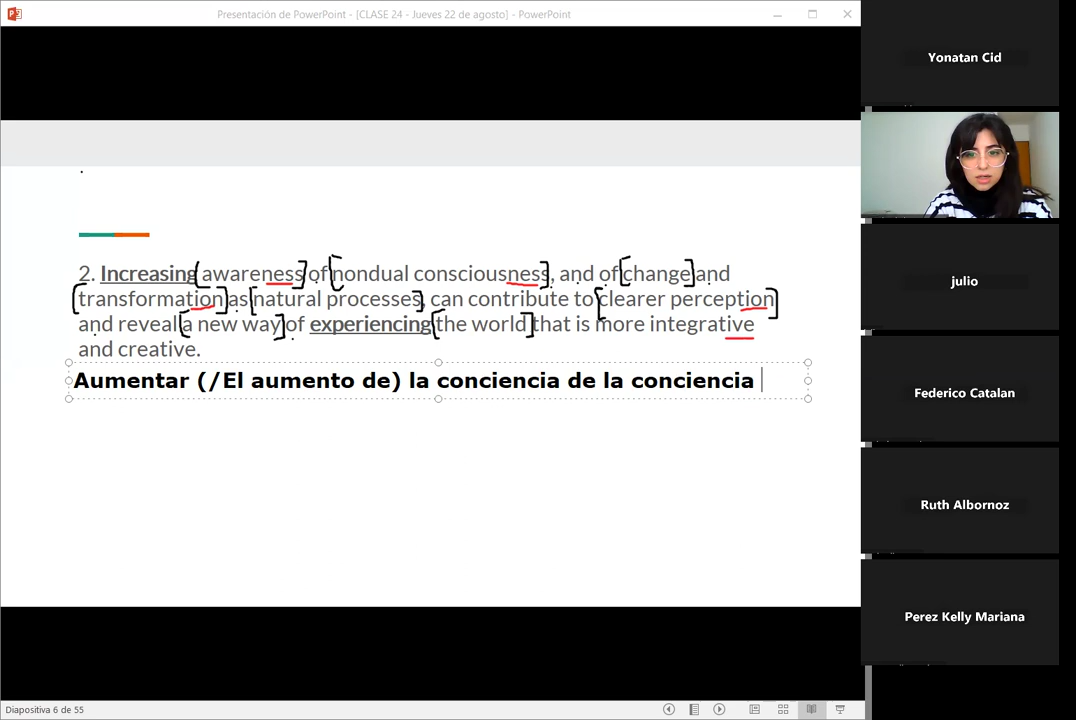 Presentación de PowerPoint - [CLASE 24 - Jueves 22 de agosto] - PowerPoint
2. Increasing awareness of nondual consciousness, and of change and
transformation as natural processes, can contribute to clearer perception
and reveal a new way of experiencing the world that is more integrative
and creative.
Aumentar (/El aumento de) la conciencia de la conciencia
Diapositiva 6 de 55
Yonatan Cid
julio
Federico Catalan
Ruth Albornoz
Perez Kelly Mariana